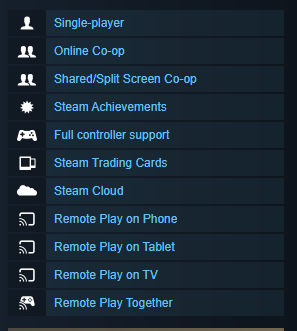 Single-player
Online Co-op
Shared/Split Screen Co-op
Steam Achievements
Full controller support
Steam Trading Cards
Steam Cloud
Remote Play on Phone
Remote Play on Tablet
Remote Play on TV
Remote Play Together